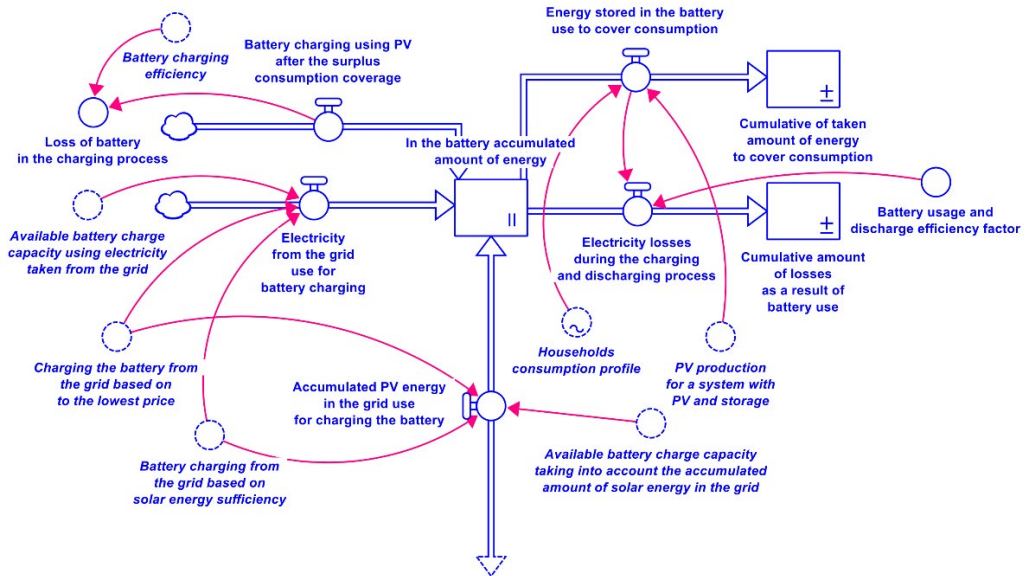 Energy stored in the battery
use to cover consumption
Battery charging
efficiency
Battery charging using PV
after the surplus
consumption coverage
Loss of battery
in the charging process
In the battery accumulated
amount of energy
Cumulative of taken
amount of energy
to cover consumption
Available battery charge
capacity using electricity
taken from the grid
Electricity
from the grid
use for
battery charging
Electricity losses
during the charging
and discharging process
Cumulative amount
of losses
as a result of
battery use
Battery usage and
discharge efficiency factor
Charging the battery from
the grid based on
to the lowest price
Households
consumption profile
PV production
for a system with
PV and storage
Accumulated PV energy
in the grid use
for charging the battery
Battery charging from
the grid based on
solar energy sufficiency
Available battery charge capacity
taking into account the accumulated
amount of solar energy in the grid